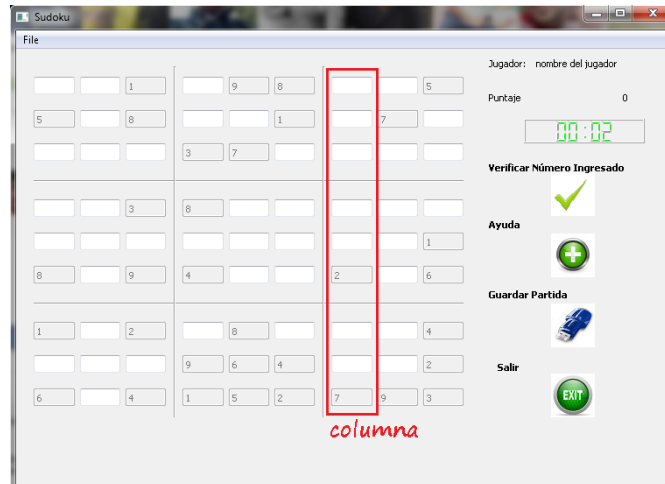 Sudoku
File
Jugador: nombre del jugador
1 9 8 5
Puntaje 0
5 8 1 7
00:02
3 7
Verificar Número Ingresado
3 8
Ayuda
1
8 9 4 2 6
Guardar Partida
1 2 8 4
9 6 4 2
Salir
6 4 1 5 2 7 9 3
EXIT
columna